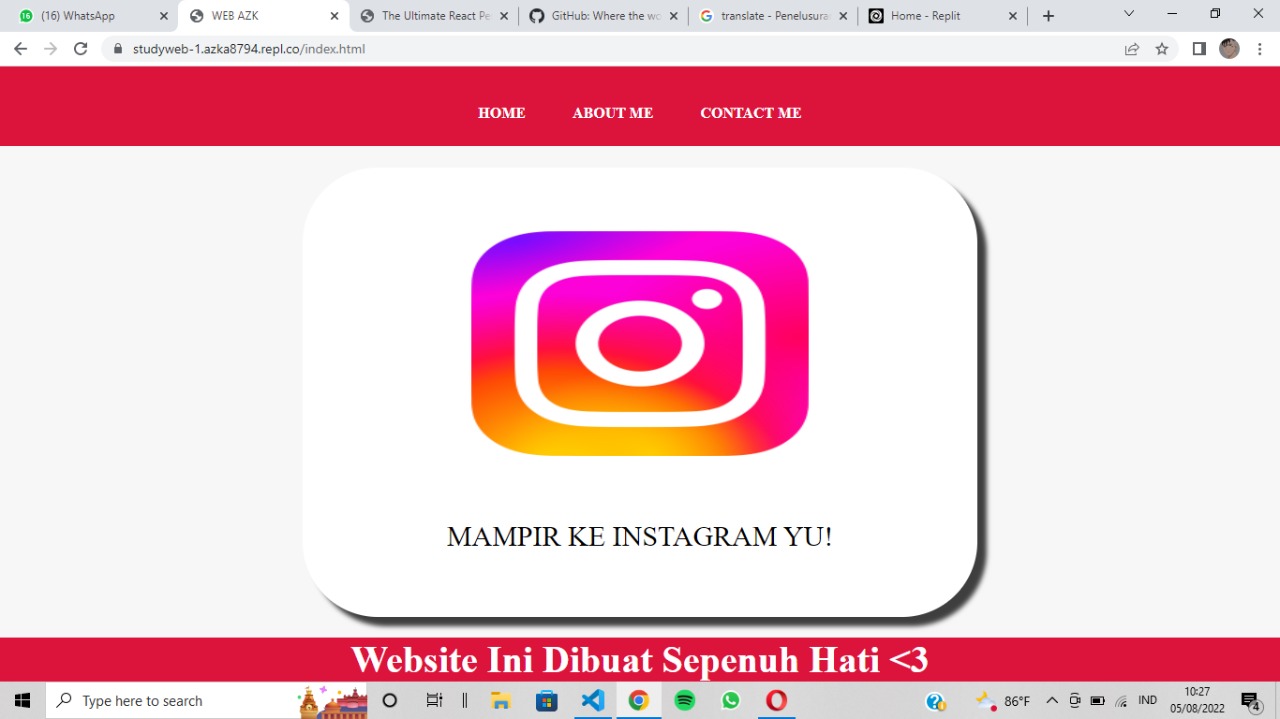 (16) WhatsApp
WEB AZK
The Ultimate React Pe
GitHub: Where the wo
translate - Penelusura
Home - Replit
studyweb-1.azka8794.repl.co/index.html
HOME ABOUT ME CONTACT ME
MAMPIR KE INSTAGRAM YU!
Website Ini Dibuat Sepenuh Hati <3
Type here to search
86°F
IND
10:27
05/08/2022
4